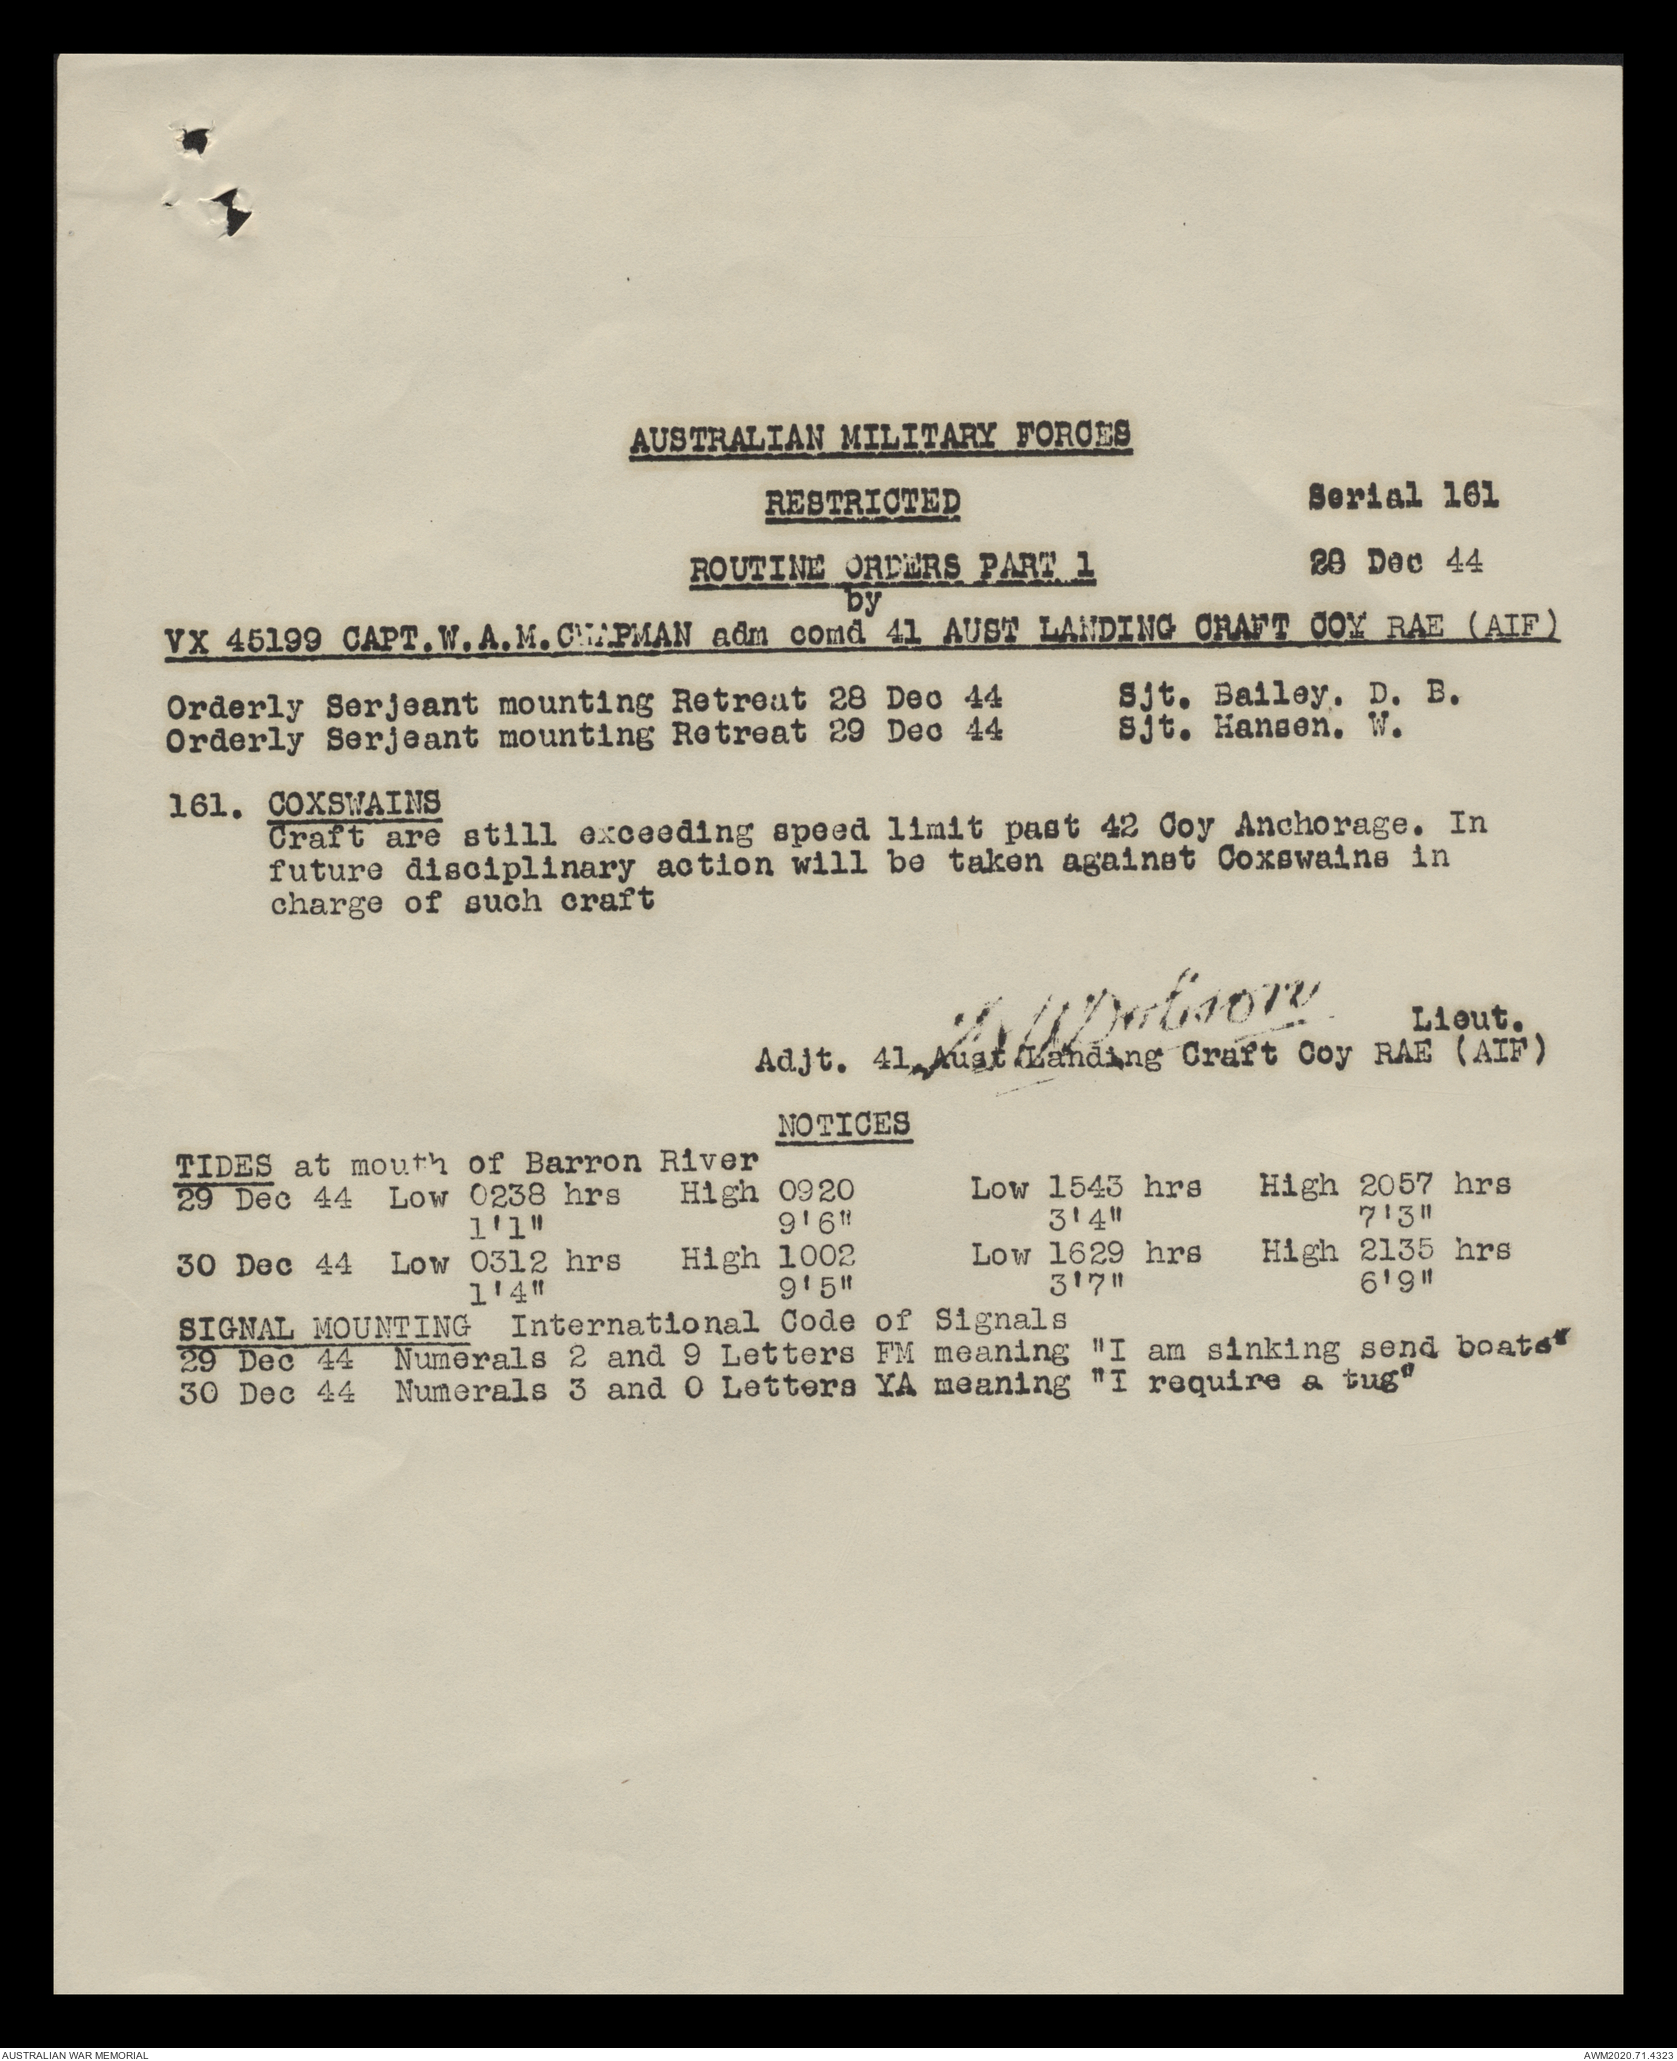 AUSTRALIAN MILITARY FORCES
RESTRICTED Serial 161
ROUTINE ORDERS PART 1 28 Dec 44
by
VX 45199 CAPT.W.A.M.CHAPMAN adm comd 41 AUST LANDING CRAFT COY RAE (AIF)
Orderly Serjeant mounting Retreat 28 Dec 44 Sjt. Bailey. D. B.
Orderly Serjeant mounting Retreat 29 Dec 44 Sjt. Hansen. W.
161. COXSWAINS
Craft are still exceeding speed limit past 42 Coy Anchorage. In
future disciplinary action will be taken against Coxswains in
charge of such craft
Dobson Lieut.
Adjt. 41 Aust Landing Craft Coy RAE (AIF)
NOTICES
TIDES at mouth of Barron River
29 Dec 44 Low 0238 hrs High 0920 Low 1543 hrs High 2057 hrs
1'1" 9'6" 3'4" 7'3"
30 Dec 44 Low 0312 hrs High 1002 Low 1629 hrs High 2135 hrs
1'4" 9'5" 3'7" 6'9"
SIGNAL MOUNTING International Code of Signals
29 Dec 44 Numerals 2 and 9 Letters FM meaning "I am sinking send boats"
30 Dec 44 Numerals 3 and 0 Letters YA meaning "I require a tug"
AUSTRALIAN WAR MEMORIAL AWM2020.71.4323